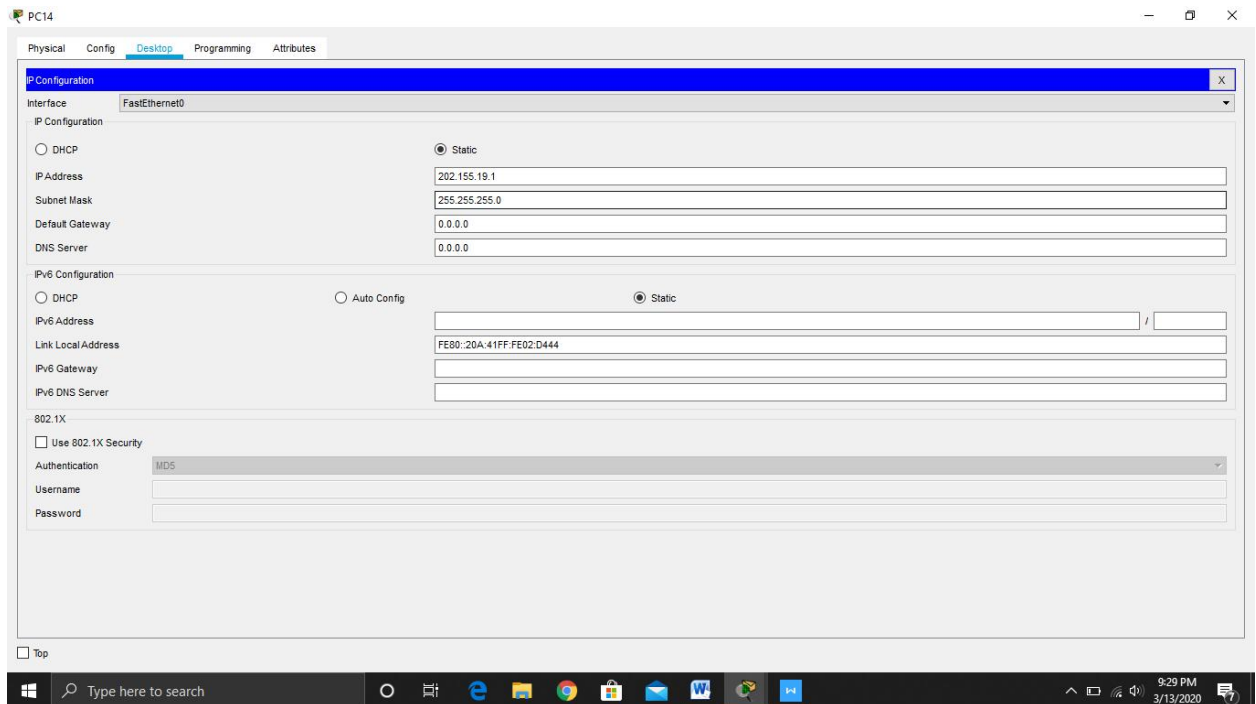 PC14
Physical Config Desktop Programming Attributes
IP Configuration X
Interface FastEthernet0
IP Configuration
DHCP Static
IP Address 202.155.19.1
Subnet Mask 255.255.255.0
Default Gateway 0.0.0.0
DNS Server 0.0.0.0
IPv6 Configuration
DHCP Auto Config Static
IPv6 Address /
Link Local Address FE80::20A:41FF:FE02:D444
IPv6 Gateway
IPv6 DNS Server
802.1X
Use 802.1X Security
Authentication MD5
Username
Password
Top
Type here to search
9:29 PM
3/13/2020
7